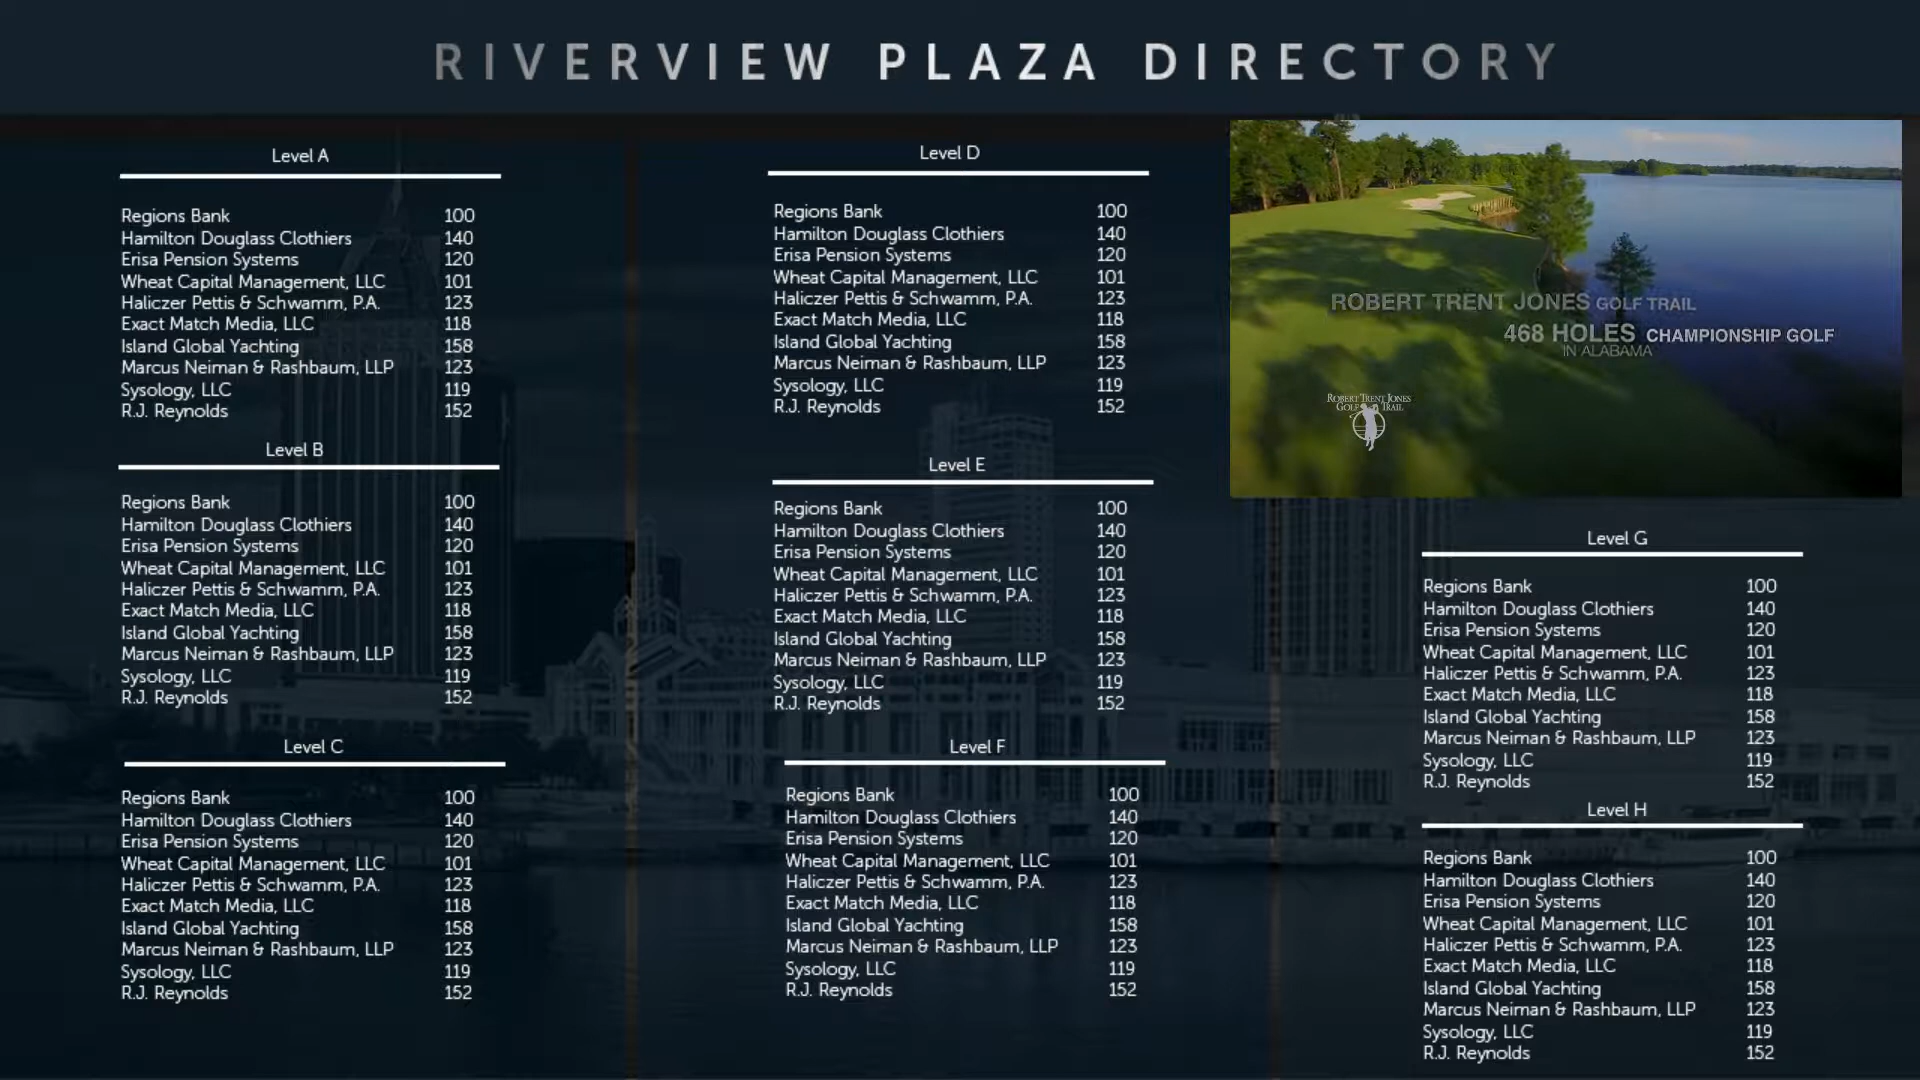 RIVERVIEW PLAZA DIRECTORY
Level A
Regions Bank 100
Hamilton Douglass Clothiers 140
Erisa Pension Systems 120
Wheat Capital Management, LLC 101
Haliczer Pettis & Schwamm, P.A. 123
Exact Match Media, LLC 118
Island Global Yachting 158
Marcus Neiman & Rashbaum, LLP 123
Sysology, LLC 119
R.J. Reynolds 152
Level B
Regions Bank 100
Hamilton Douglass Clothiers 140
Erisa Pension Systems 120
Wheat Capital Management, LLC 101
Haliczer Pettis & Schwamm, P.A. 123
Exact Match Media, LLC 118
Island Global Yachting 158
Marcus Neiman & Rashbaum, LLP 123
Sysology, LLC 119
R.J. Reynolds 152
Level C
Regions Bank 100
Hamilton Douglass Clothiers 140
Erisa Pension Systems 120
Wheat Capital Management, LLC 101
Haliczer Pettis & Schwamm, P.A. 123
Exact Match Media, LLC 118
Island Global Yachting 158
Marcus Neiman & Rashbaum, LLP 123
Sysology, LLC 119
R.J. Reynolds 152
Level D
Regions Bank 100
Hamilton Douglass Clothiers 140
Erisa Pension Systems 120
Wheat Capital Management, LLC 101
Haliczer Pettis & Schwamm, P.A. 123
Exact Match Media, LLC 118
Island Global Yachting 158
Marcus Neiman & Rashbaum, LLP 123
Sysology, LLC 119
R.J. Reynolds 152
Level E
Regions Bank 100
Hamilton Douglass Clothiers 140
Erisa Pension Systems 120
Wheat Capital Management, LLC 101
Haliczer Pettis & Schwamm, P.A. 123
Exact Match Media, LLC 118
Island Global Yachting 158
Marcus Neiman & Rashbaum, LLP 123
Sysology, LLC 119
R.J. Reynolds 152
Level F
Regions Bank 100
Hamilton Douglass Clothiers 140
Erisa Pension Systems 120
Wheat Capital Management, LLC 101
Haliczer Pettis & Schwamm, P.A. 123
Exact Match Media, LLC 118
Island Global Yachting 158
Marcus Neiman & Rashbaum, LLP 123
Sysology, LLC 119
R.J. Reynolds 152
ROBERT TRENT JONES GOLF TRAIL
468 HOLES CHAMPIONSHIP GOLF
IN ALABAMA
ROBERT TRENT JONES
GOLF TRAIL
Level G
Regions Bank 100
Hamilton Douglass Clothiers 140
Erisa Pension Systems 120
Wheat Capital Management, LLC 101
Haliczer Pettis & Schwamm, P.A. 123
Exact Match Media, LLC 118
Island Global Yachting 158
Marcus Neiman & Rashbaum, LLP 123
Sysology, LLC 119
R.J. Reynolds 152
Level H
Regions Bank 100
Hamilton Douglass Clothiers 140
Erisa Pension Systems 120
Wheat Capital Management, LLC 101
Haliczer Pettis & Schwamm, P.A. 123
Exact Match Media, LLC 118
Island Global Yachting 158
Marcus Neiman & Rashbaum, LLP 123
Sysology, LLC 119
R.J. Reynolds 152